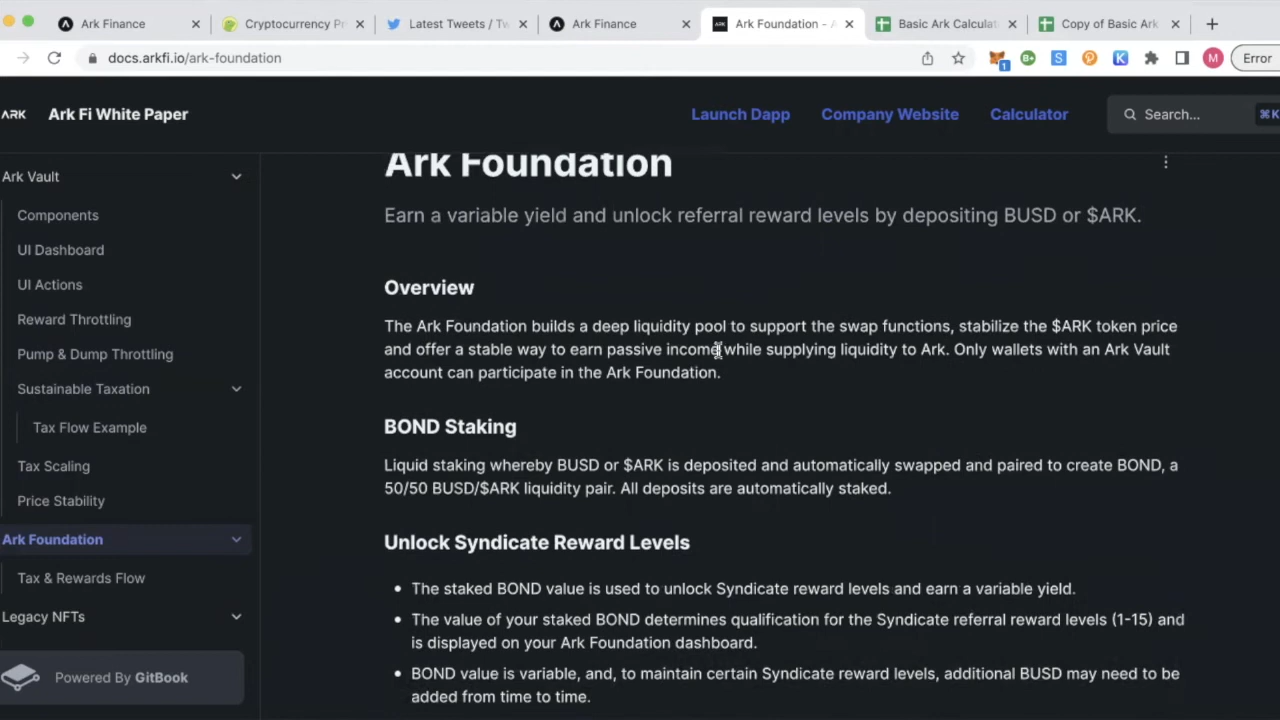 Ark Finance
Cryptocurrency Pr
Latest Tweets / Tw
Ark Finance
Ark Foundation - A
Basic Ark Calculat
Copy of Basic Ark
docs.arkfi.io/ark-foundation
1
B+
S
P
K
M
Error
ARK
Ark Fi White Paper
Launch Dapp
Company Website
Calculator
Search...
⌘K
Ark Vault
Components
UI Dashboard
UI Actions
Reward Throttling
Pump & Dump Throttling
Sustainable Taxation
Tax Flow Example
Tax Scaling
Price Stability
Ark Foundation
Tax & Rewards Flow
Legacy NFTs
Powered By GitBook
Ark Foundation
Earn a variable yield and unlock referral reward levels by depositing BUSD or $ARK.
Overview
The Ark Foundation builds a deep liquidity pool to support the swap functions, stabilize the $ARK token price
and offer a stable way to earn passive income while supplying liquidity to Ark. Only wallets with an Ark Vault
account can participate in the Ark Foundation.
BOND Staking
Liquid staking whereby BUSD or $ARK is deposited and automatically swapped and paired to create BOND, a
50/50 BUSD/$ARK liquidity pair. All deposits are automatically staked.
Unlock Syndicate Reward Levels
• The staked BOND value is used to unlock Syndicate reward levels and earn a variable yield.
• The value of your staked BOND determines qualification for the Syndicate referral reward levels (1-15) and
is displayed on your Ark Foundation dashboard.
• BOND value is variable, and, to maintain certain Syndicate reward levels, additional BUSD may need to be
added from time to time.